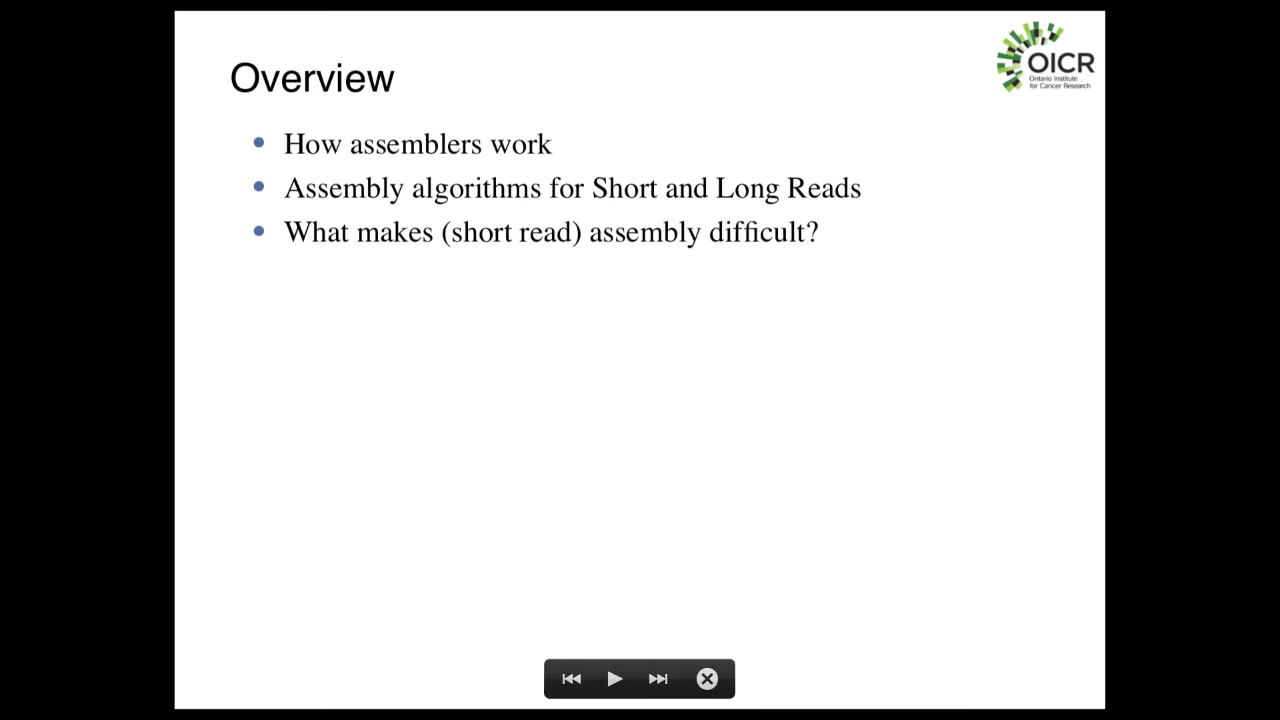 OICR
Ontario Institute
for Cancer Research
Overview
How assemblers work
Assembly algorithms for Short and Long Reads
What makes (short read) assembly difficult?